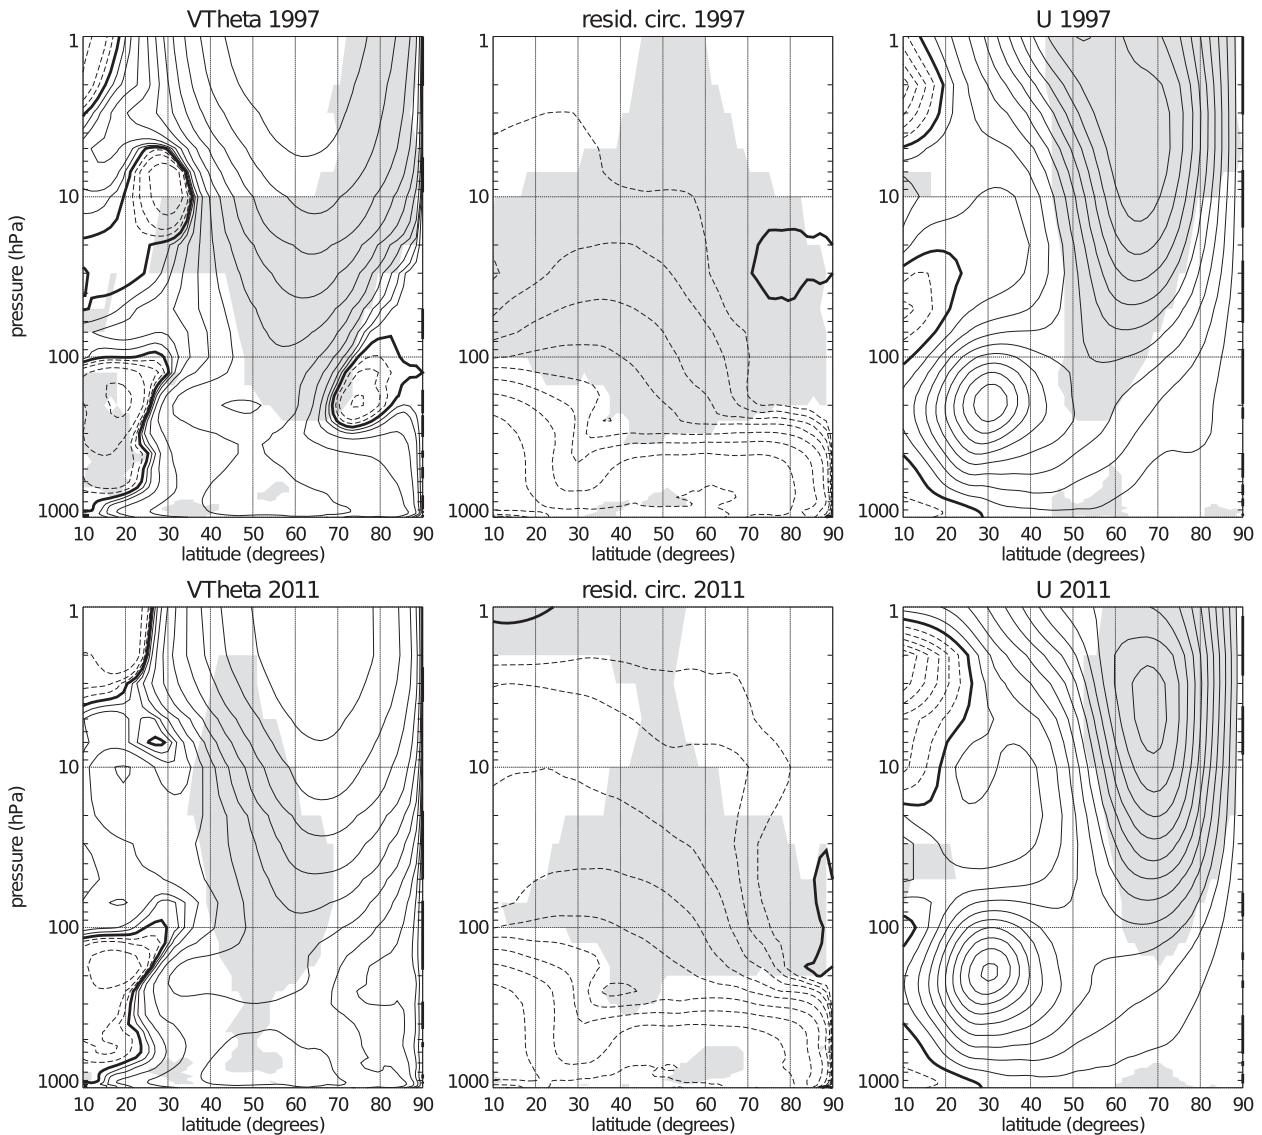 VTheta 1997 resid. circ. 1997 U 1997
1 1 1
10 10 10
pressure (hPa)
100 100 100
1000 1000 1000
10 20 30 40 50 60 70 80 90 10 20 30 40 50 60 70 80 90 10 20 30 40 50 60 70 80 90
latitude (degrees) latitude (degrees) latitude (degrees)
VTheta 2011 resid. circ. 2011 U 2011
1 1 1
10 10 10
pressure (hPa)
100 100 100
1000 1000 1000
10 20 30 40 50 60 70 80 90 10 20 30 40 50 60 70 80 90 10 20 30 40 50 60 70 80 90
latitude (degrees) latitude (degrees) latitude (degrees)